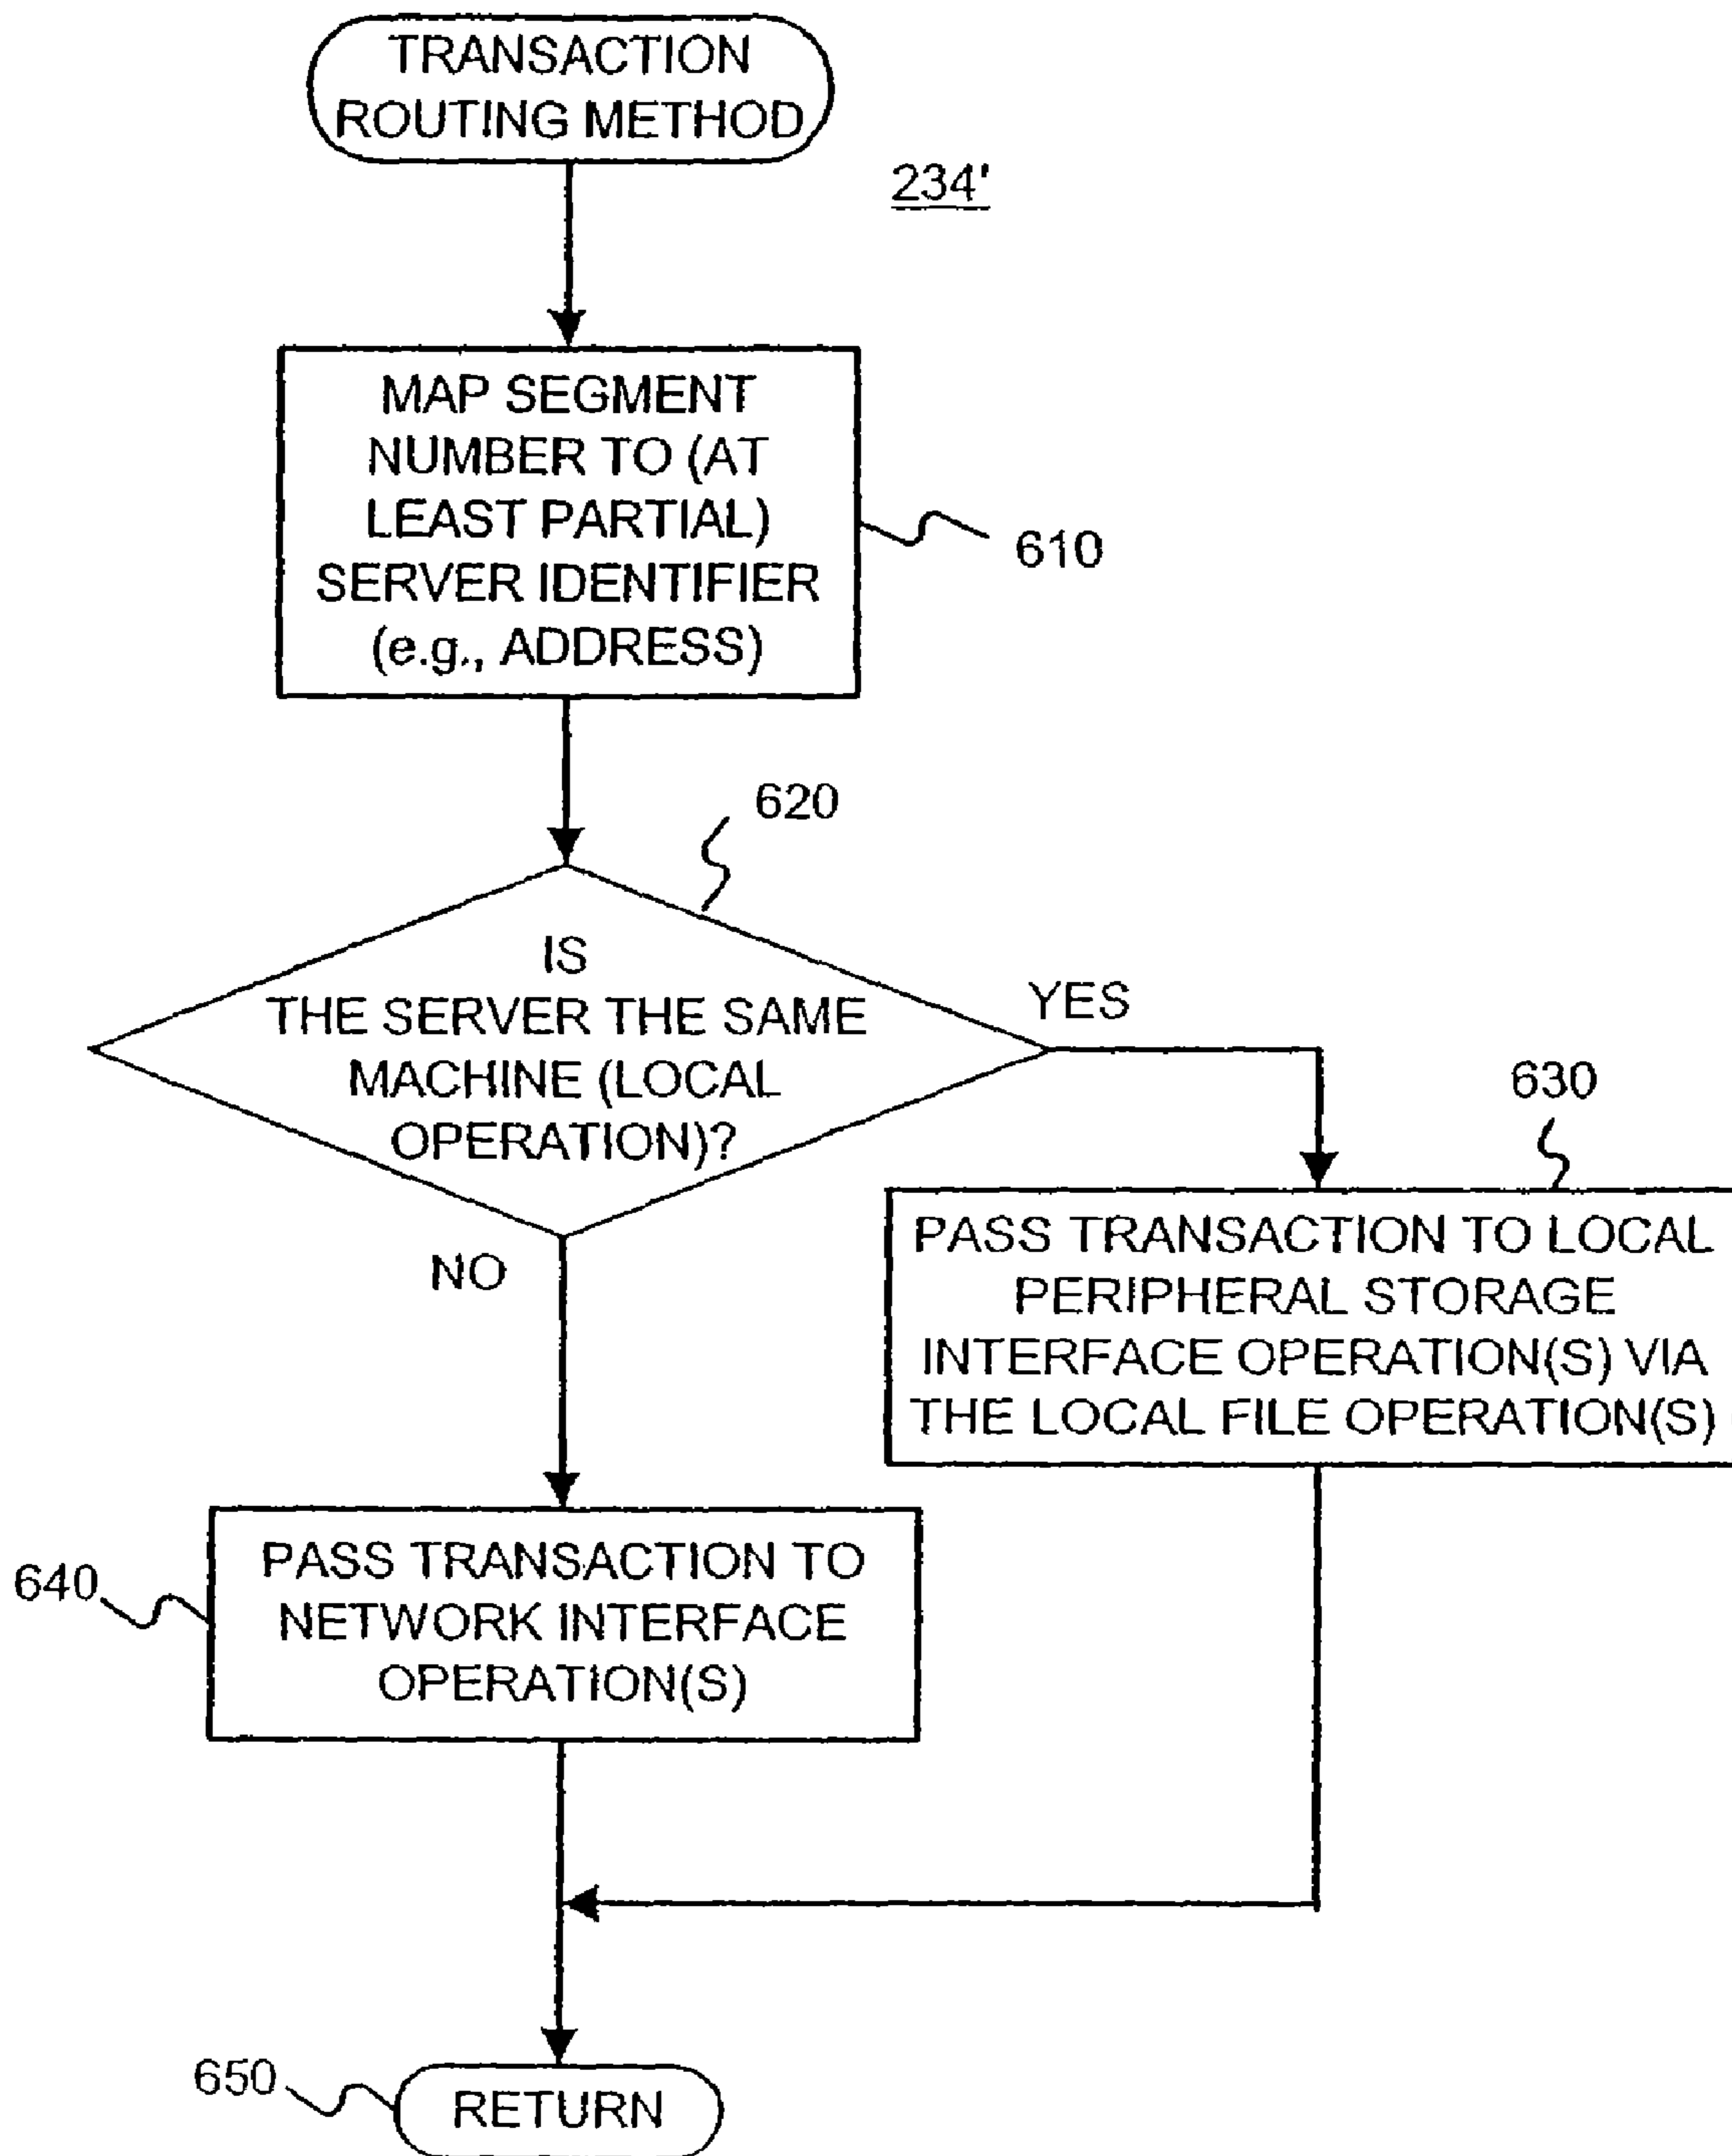 TRANSACTION
ROUTING METHOD
234'
MAP SEGMENT
NUMBER TO (AT
LEAST PARTIAL)
SERVER IDENTIFIER
(e.g., ADDRESS)
610
620
IS
THE SERVER THE SAME
MACHINE (LOCAL
OPERATION)?
YES
NO
630
PASS TRANSACTION TO LOCAL
PERIPHERAL STORAGE
INTERFACE OPERATION(S) VIA
THE LOCAL FILE OPERATION(S)
640
PASS TRANSACTION TO
NETWORK INTERFACE
OPERATION(S)
650
RETURN